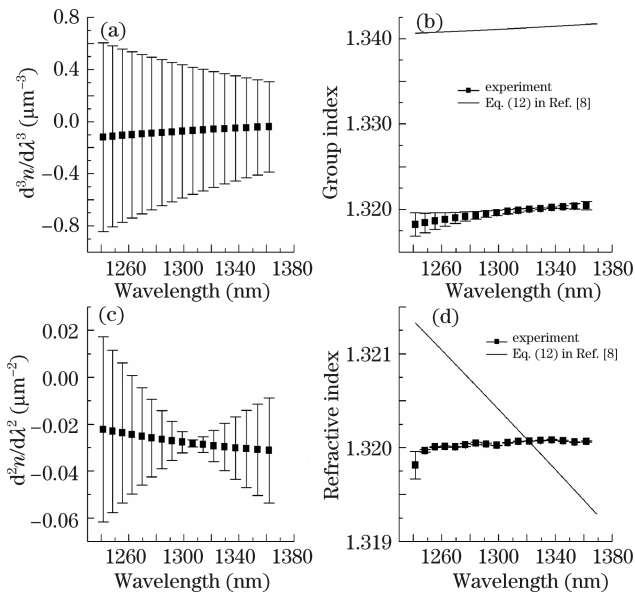 (a)
0.8
0.4
0.0
−0.4
−0.8
d³n/dλ³ (μm⁻³)
1260 1300 1340 1380
Wavelength (nm)
(b)
1.340
1.330
1.320
Group index
experiment
Eq. (12) in Ref. [8]
1260 1300 1340 1380
Wavelength (nm)
(c)
0.02
0.00
−0.02
−0.04
−0.06
d²n/dλ² (μm⁻²)
1260 1300 1340 1380
Wavelength (nm)
(d)
1.321
1.320
1.319
Refractive index
experiment
Eq. (12) in Ref. [8]
1260 1300 1340 1380
Wavelength (nm)